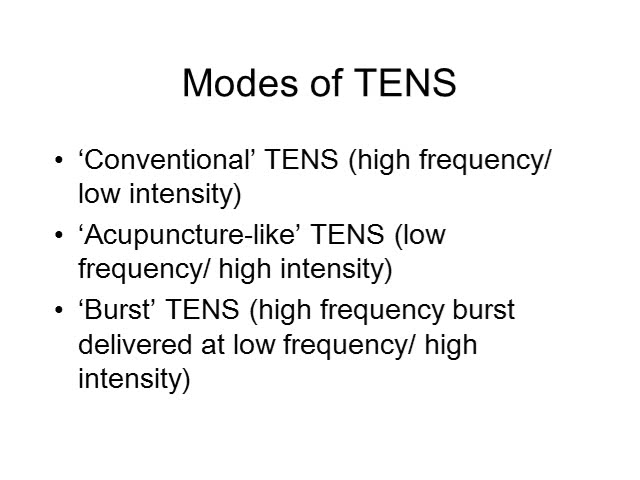 Modes of TENS
• ‘Conventional’ TENS (high frequency/
low intensity)
• ‘Acupuncture-like’ TENS (low
frequency/ high intensity)
• ‘Burst’ TENS (high frequency burst
delivered at low frequency/ high
intensity)